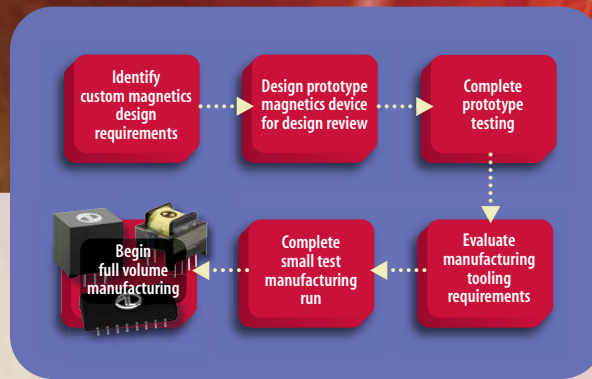 Identify
custom magnetics
design
requirements
Design prototype
magnetics device
for design review
Complete
prototype
testing
Evaluate
manufacturing
tooling
requirements
Complete
small test
manufacturing
run
Begin
full volume
manufacturing